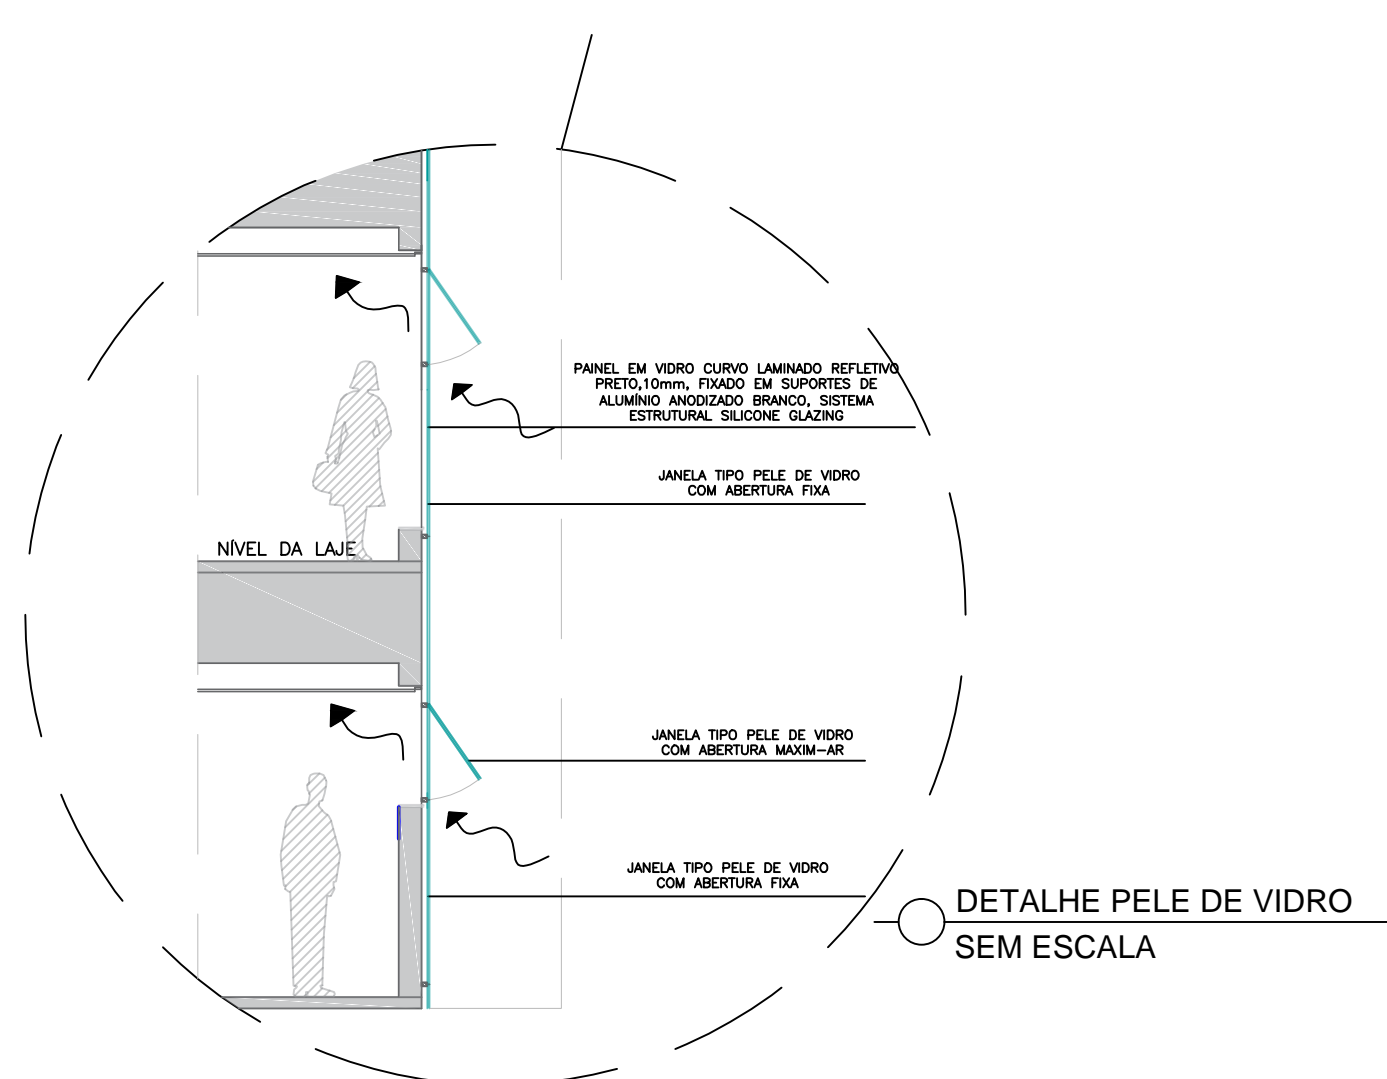 PAINEL EM VIDRO CURVO LAMINADO REFLETIVO
PRETO,10mm, FIXADO EM SUPORTES DE
ALUMÍNIO ANODIZADO BRANCO, SISTEMA
ESTRUTURAL SILICONE GLAZING
JANELA TIPO PELE DE VIDRO
COM ABERTURA FIXA
NÍVEL DA LAJE
JANELA TIPO PELE DE VIDRO
COM ABERTURA MAXIM-AR
JANELA TIPO PELE DE VIDRO
COM ABERTURA FIXA
DETALHE PELE DE VIDRO
SEM ESCALA